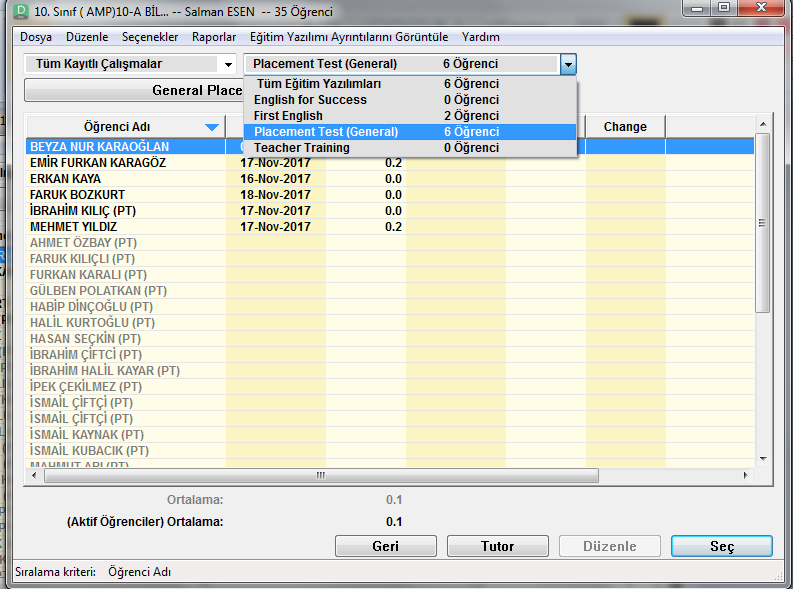 10. Sınıf ( AMP)10-A BİL... -- Salman ESEN -- 35 Öğrenci
Dosya Düzenle Seçenekler Raporlar Eğitim Yazılımı Ayrıntılarını Görüntüle Yardım
Tüm Kayıtlı Çalışmalar Placement Test (General) 6 Öğrenci
General Place
Tüm Eğitim Yazılımları 6 Öğrenci
English for Success 0 Öğrenci
First English 2 Öğrenci
Placement Test (General) 6 Öğrenci
Teacher Training 0 Öğrenci
Öğrenci Adı Change
BEYZA NUR KARAOĞLAN
EMİR FURKAN KARAGÖZ 17-Nov-2017 0.2
ERKAN KAYA 16-Nov-2017 0.0
FARUK BOZKURT 18-Nov-2017 0.0
İBRAHİM KILIÇ (PT) 17-Nov-2017 0.0
MEHMET YILDIZ 17-Nov-2017 0.2
AHMET ÖZBAY (PT)
FARUK KILIÇLI (PT)
FURKAN KARALI (PT)
GÜLBEN POLATKAN (PT)
HABİP DİNÇOĞLU (PT)
HALİL KURTOĞLU (PT)
HASAN SEÇKİN (PT)
İBRAHİM ÇİFTCİ (PT)
İBRAHİM HALİL KAYAR (PT)
İPEK ÇEKİLMEZ (PT)
İSMAİL ÇİFTÇİ (PT)
İSMAİL ÇİFTÇİ (PT)
İSMAİL KAYNAK (PT)
İSMAİL KUBACIK (PT)
MAHMUT ARI (PT)
Ortalama: 0.1
(Aktif Öğrenciler) Ortalama: 0.1
Geri Tutor Düzenle Seç
Sıralama kriteri: Öğrenci Adı